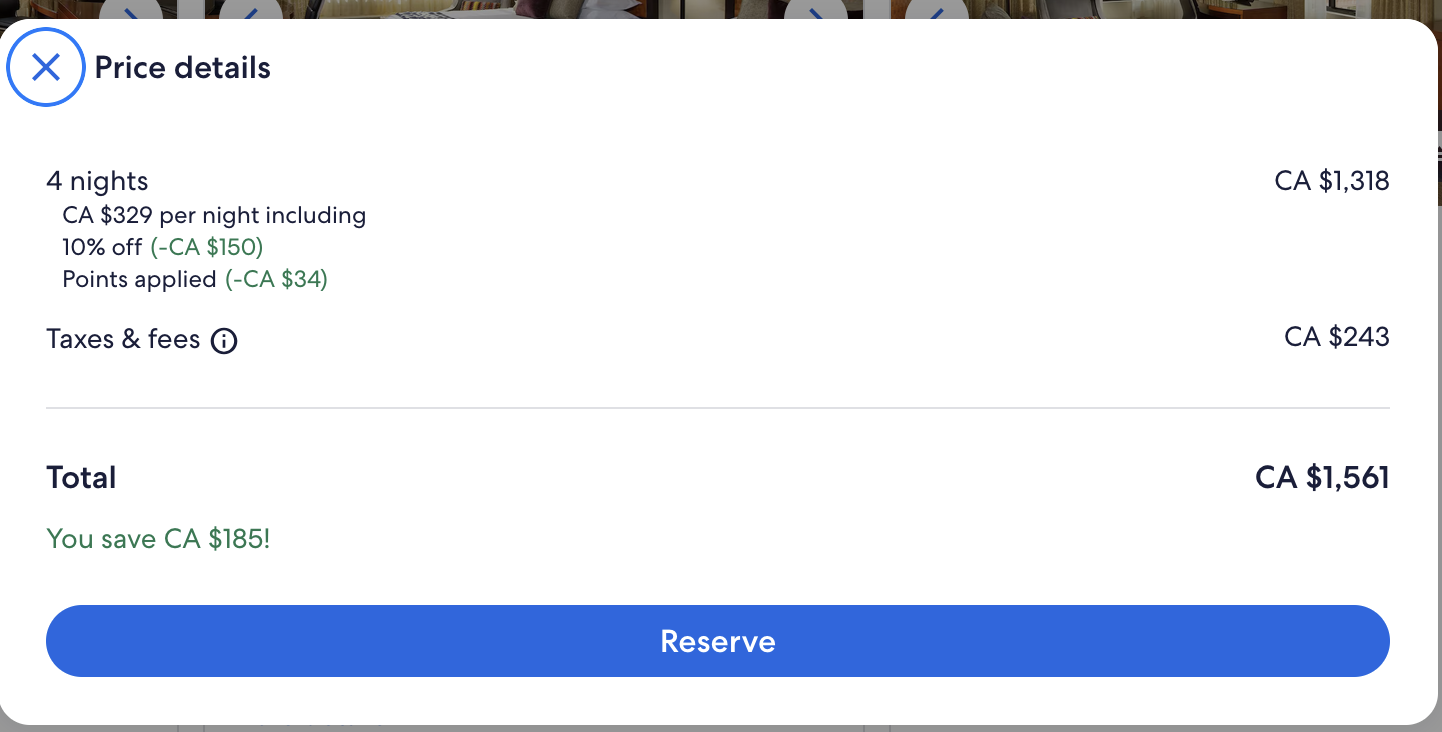 Price details
4 nights
CA $1,318
CA $329 per night including
10% off (-CA $150)
Points applied (-CA $34)
Taxes & fees
CA $243
Total
CA $1,561
You save CA $185!
Reserve